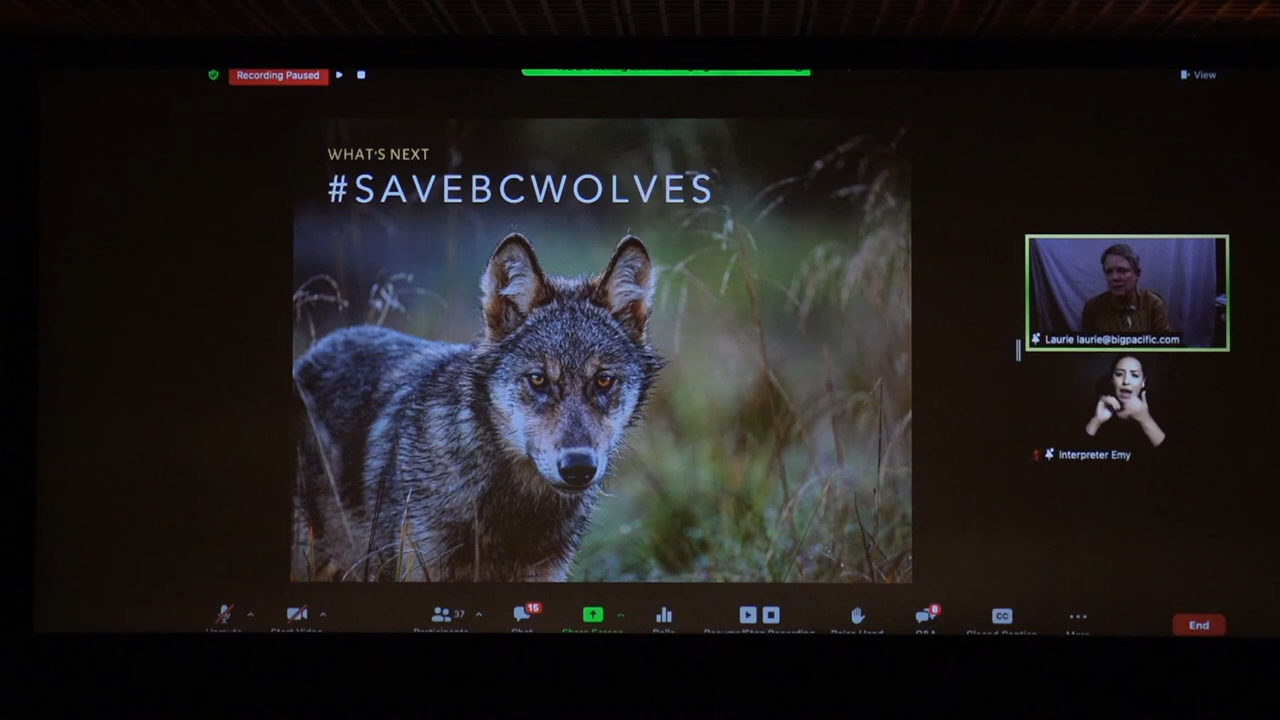 Recording Paused
View
WHAT'S NEXT
#SAVEBCWOLVES
Laurie laurie@bigpacific.com
Interpreter Emy
37
15
8
CC
End